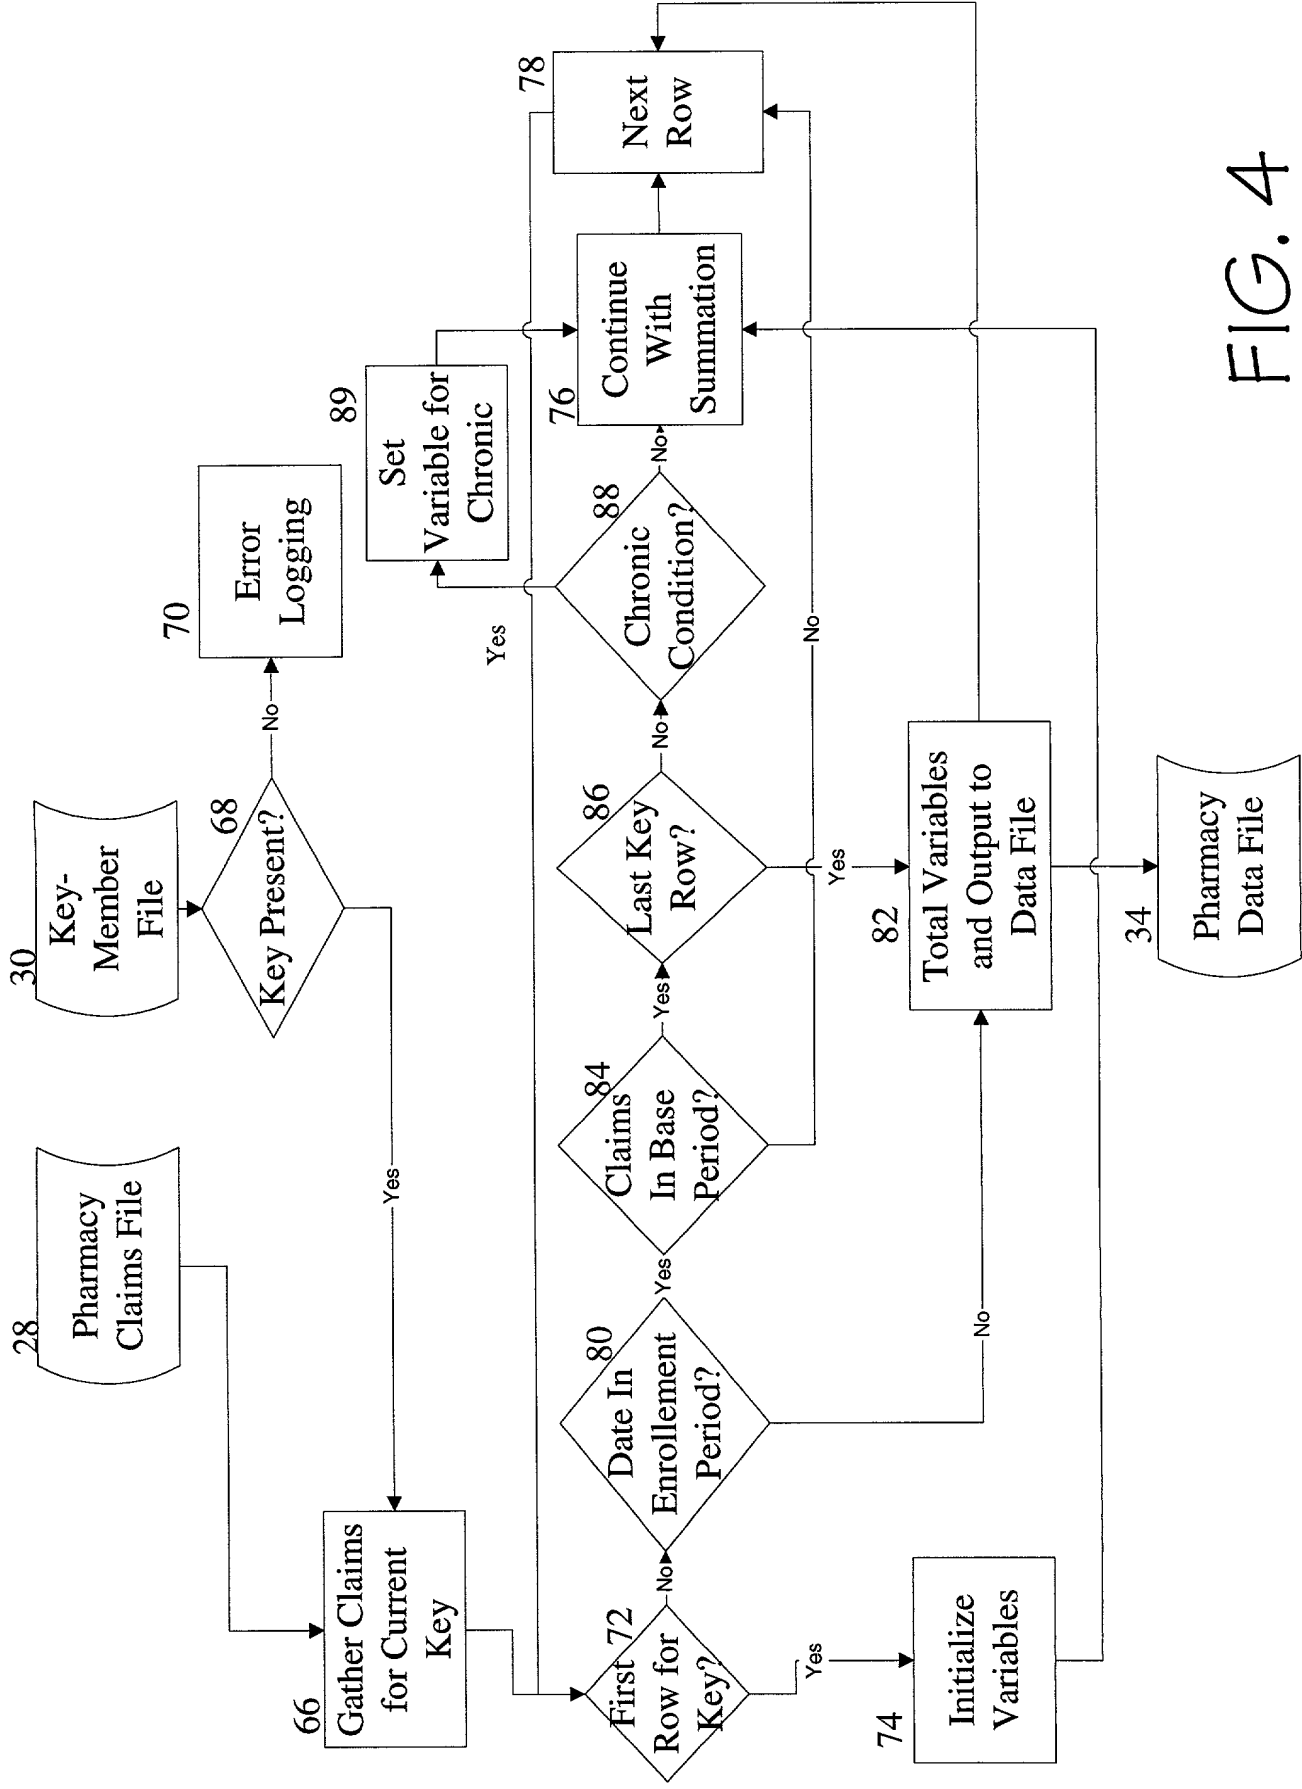 28
Pharmacy
Claims File
30
Key-
Member
File
68
Key Present?
No
70
Error
Logging
Yes
66
Gather Claims
for Current
Key
89
Set
Variable for
Chronic
Yes
First 72
Row for
Key?
No
80
Date In
Enrollement
Period?
Yes
84
Claims
In Base
Period?
Yes
86
Last Key
Row?
No
88
Chronic
Condition?
No
76
Continue
With
Summation
78
Next
Row
No
Yes
Yes
No
74
Initialize
Variables
82
Total Variables
and Output to
Data File
34
Pharmacy
Data File
FIG. 4